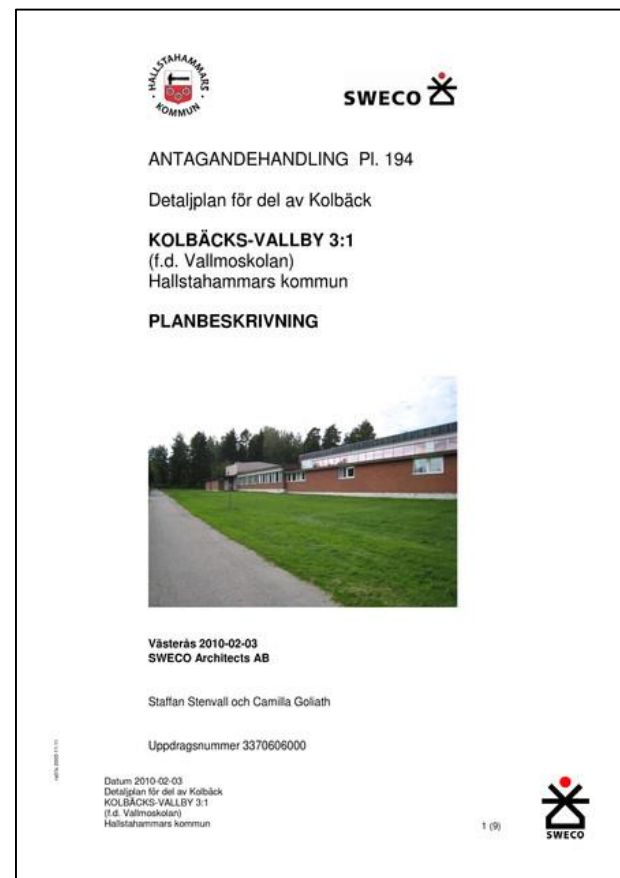 HALLSTAHAMMARS
KOMMUN
SWECO
ANTAGANDEHANDLING Pl. 194
Detaljplan för del av Kolbäck
KOLBÄCKS-VALLBY 3:1
(f.d. Vallmoskolan)
Hallstahammars kommun
PLANBESKRIVNING
Västerås 2010-02-03
SWECO Architects AB
Staffan Stenvall och Camilla Goliath
Uppdragsnummer 3370606000
Datum 2010-02-03
Detaljplan för del av Kolbäck
KOLBÄCKS-VALLBY 3:1
(f.d. Vallmoskolan)
Hallstahammars kommun
1 (9)
SWECO